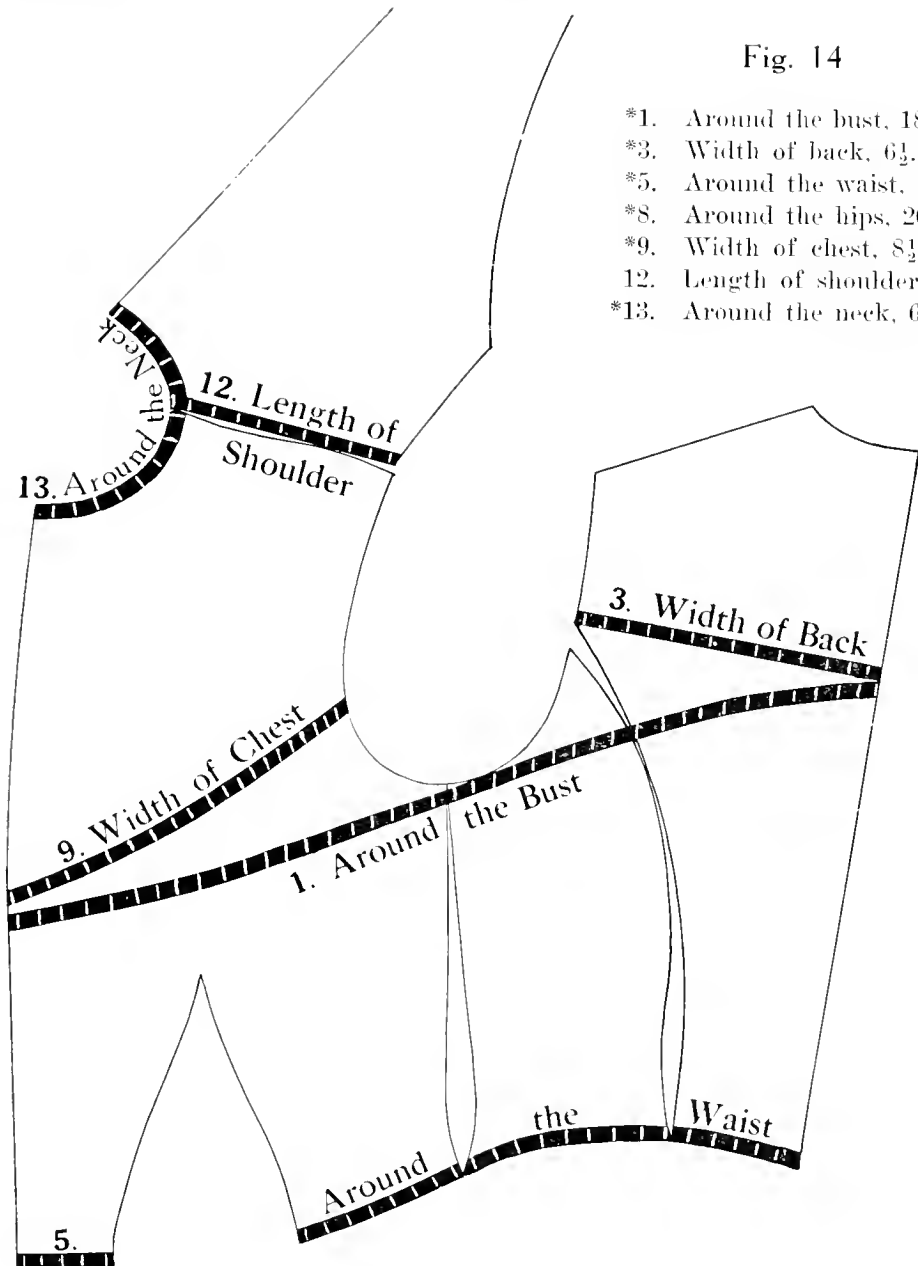 Fig. 14
*1. Around the bust, 18
*3. Width of back, 6½.
*5. Around the waist,
*8. Around the hips, 2
*9. Width of chest, 8½
12. Length of shoulder
*13. Around the neck, 6
13. Around the Neck
12. Length of
Shoulder
3. Width of Back
9. Width of Chest
1. Around the Bust
5. Around the Waist